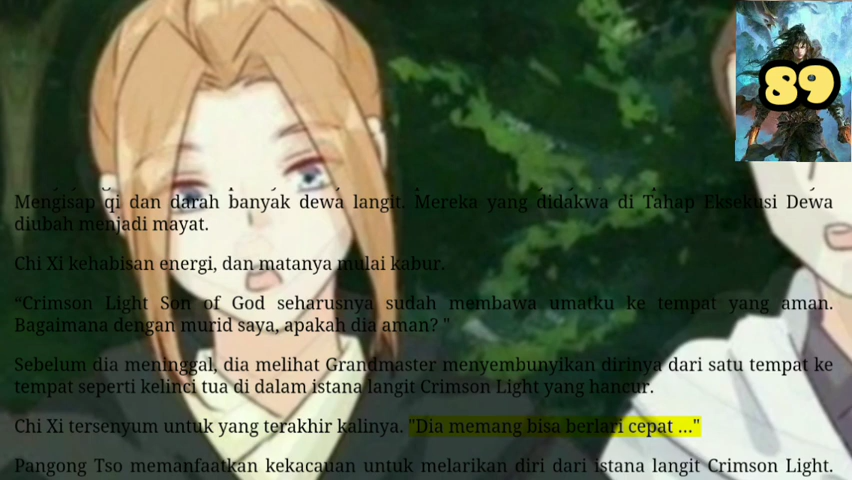 89
Mengisap qi dan darah banyak dewa langit. Mereka yang didakwa di Tahap Eksekusi Dewa
diubah menjadi mayat.
Chi Xi kehabisan energi, dan matanya mulai kabur.
“Crimson Light Son of God seharusnya sudah membawa umatku ke tempat yang aman.
Bagaimana dengan murid saya, apakah dia aman? "
Sebelum dia meninggal, dia melihat Grandmaster menyembunyikan dirinya dari satu tempat ke
tempat seperti kelinci tua di dalam istana langit Crimson Light yang hancur.
Chi Xi tersenyum untuk yang terakhir kalinya. "Dia memang bisa berlari cepat ..."
Pangong Tso memanfaatkan kekacauan untuk melarikan diri dari istana langit Crimson Light.